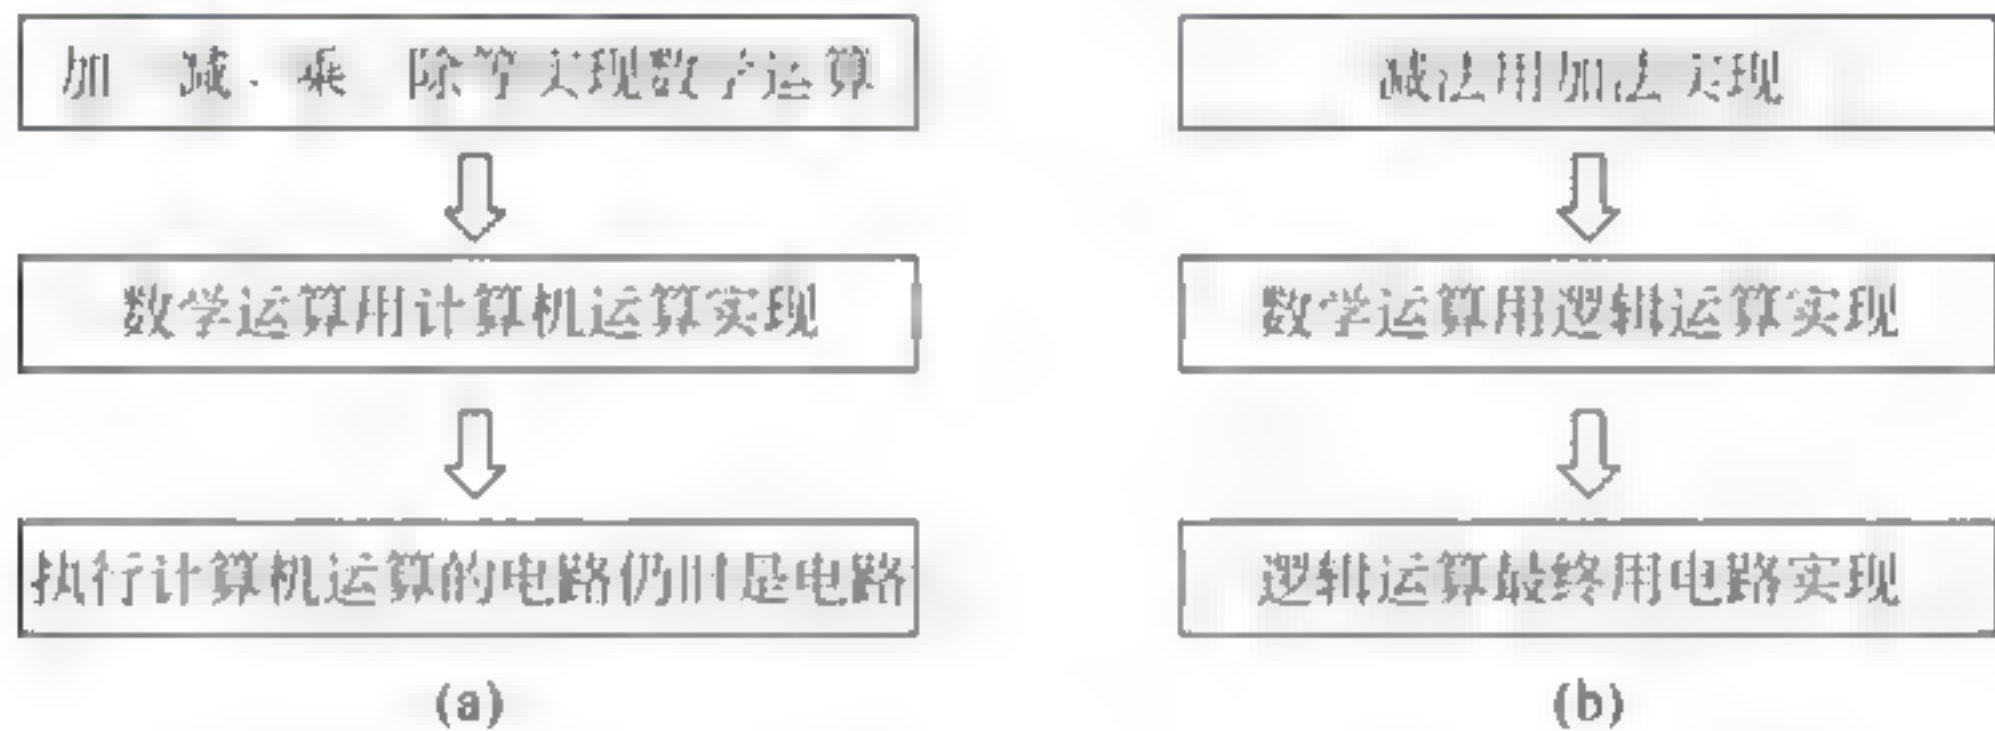 加 减、乘 除等实现数学运算
数学运算用计算机运算实现
执行计算机运算的电路仍旧是电路
(a)
减法用加法实现
数学运算用逻辑运算实现
逻辑运算最终用电路实现
(b)